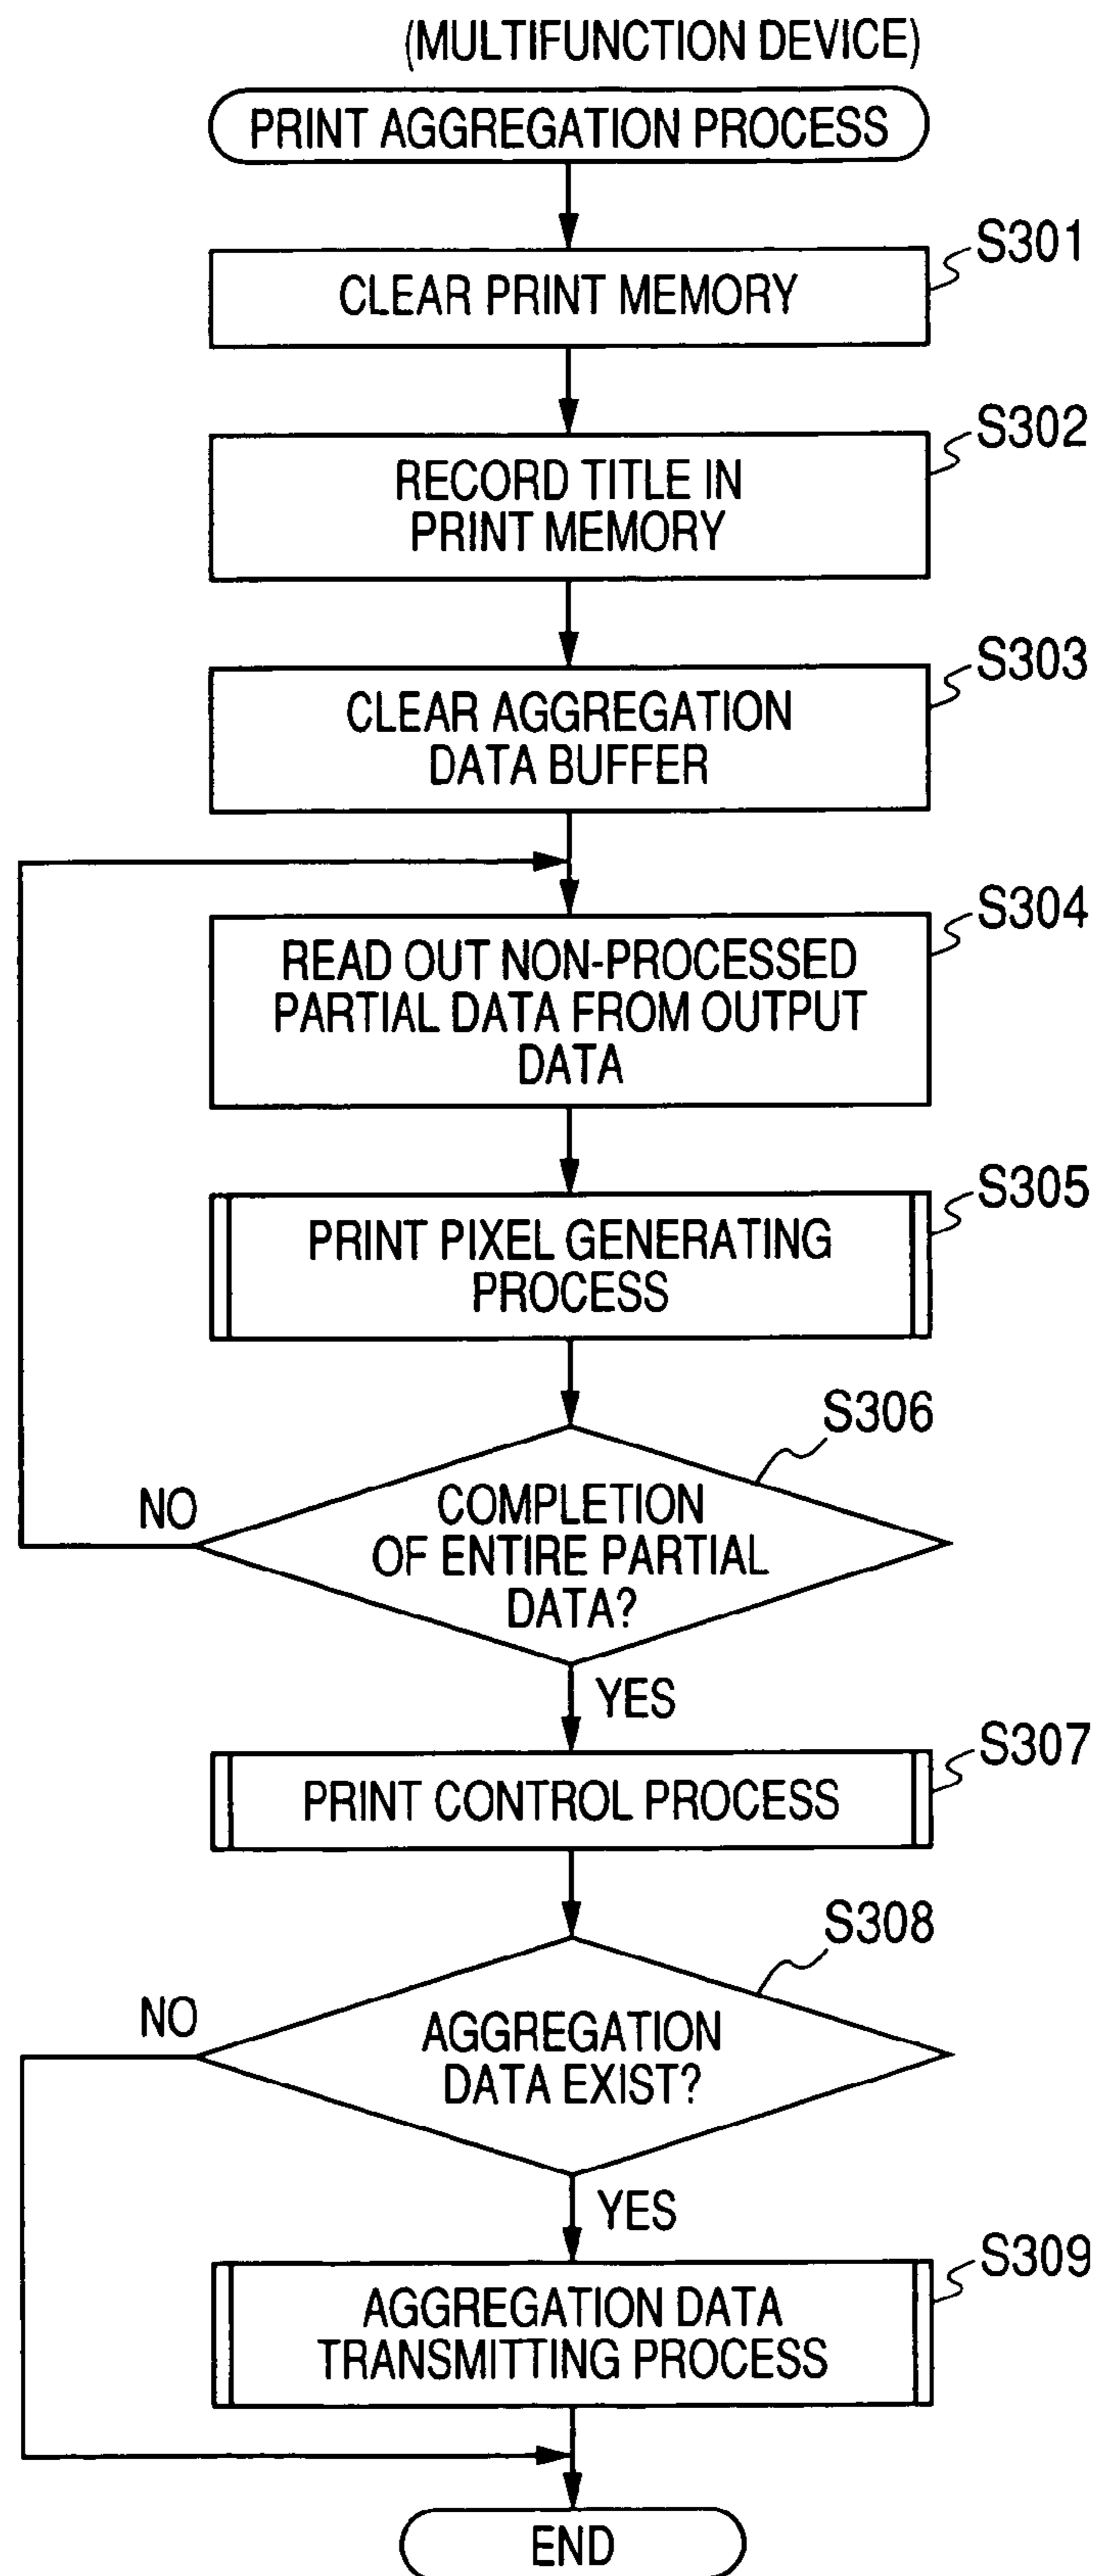 (MULTIFUNCTION DEVICE)
PRINT AGGREGATION PROCESS
S301
CLEAR PRINT MEMORY
S302
RECORD TITLE IN
PRINT MEMORY
S303
CLEAR AGGREGATION
DATA BUFFER
S304
READ OUT NON-PROCESSED
PARTIAL DATA FROM OUTPUT
DATA
S305
PRINT PIXEL GENERATING
PROCESS
S306
NO
COMPLETION
OF ENTIRE PARTIAL
DATA?
YES
S307
PRINT CONTROL PROCESS
S308
NO
AGGREGATION
DATA EXIST?
YES
S309
AGGREGATION DATA
TRANSMITTING PROCESS
END